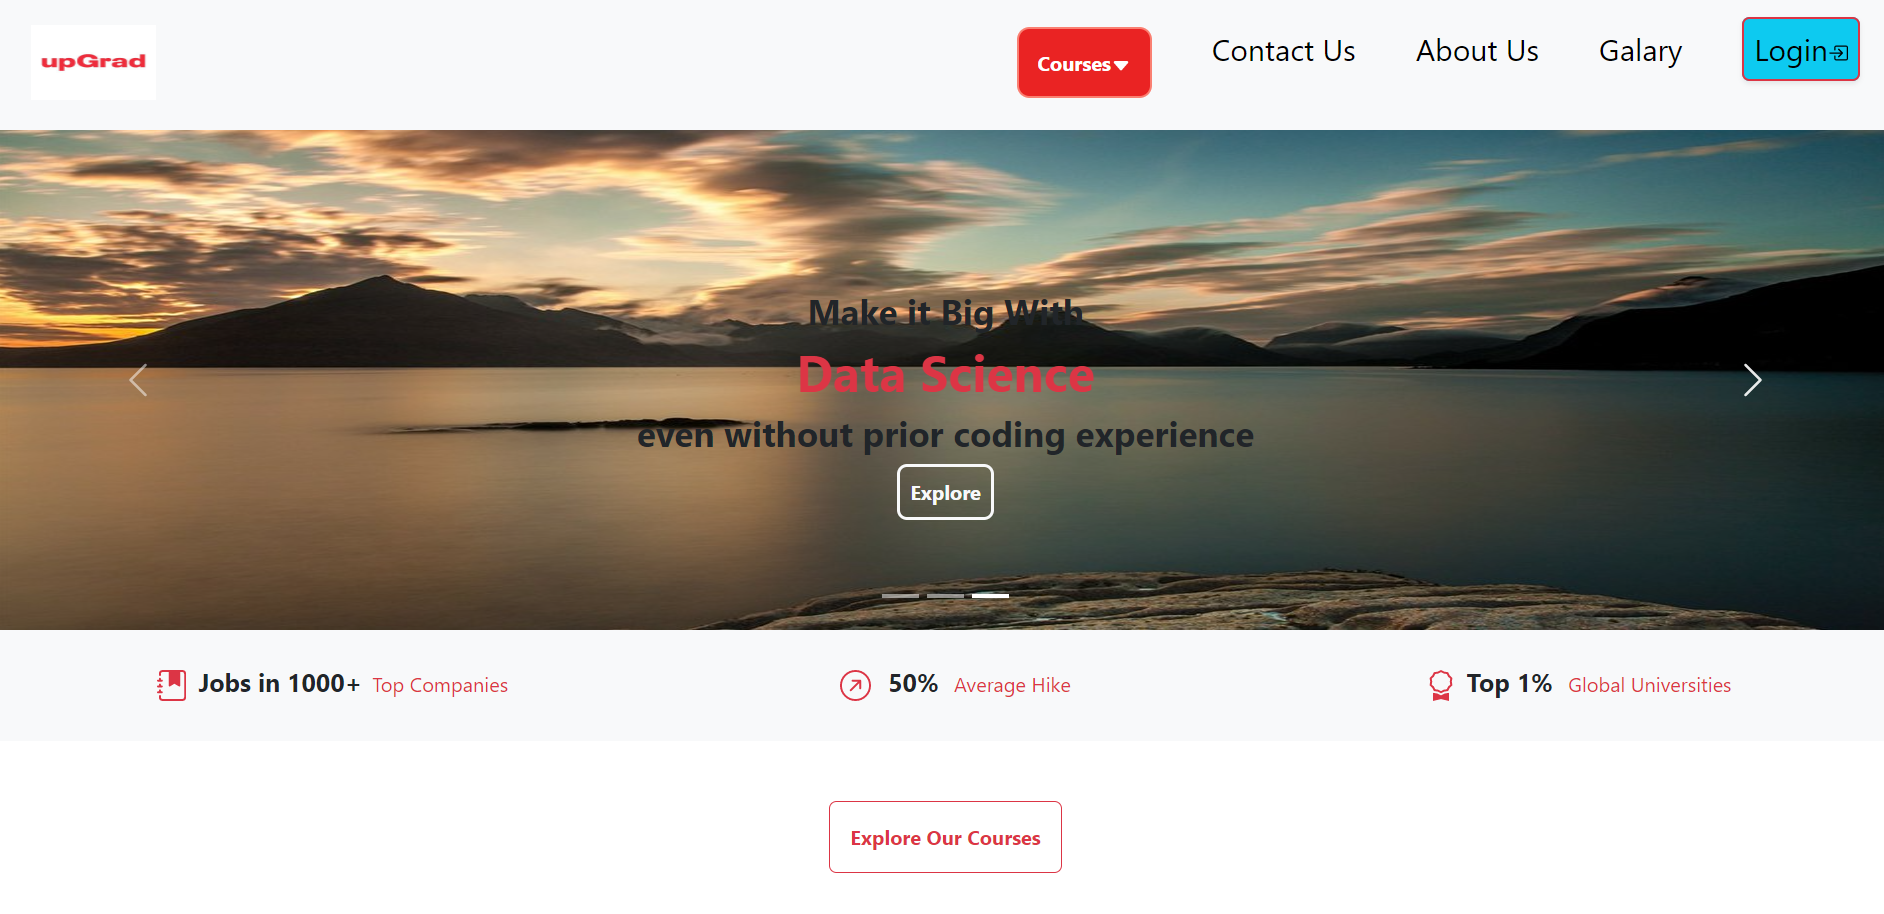 upGrad
Courses
Contact Us
About Us
Galary
Login
Make it Big With
Data Science
even without prior coding experience
Explore
Jobs in 1000+ Top Companies
50% Average Hike
Top 1% Global Universities
Explore Our Courses